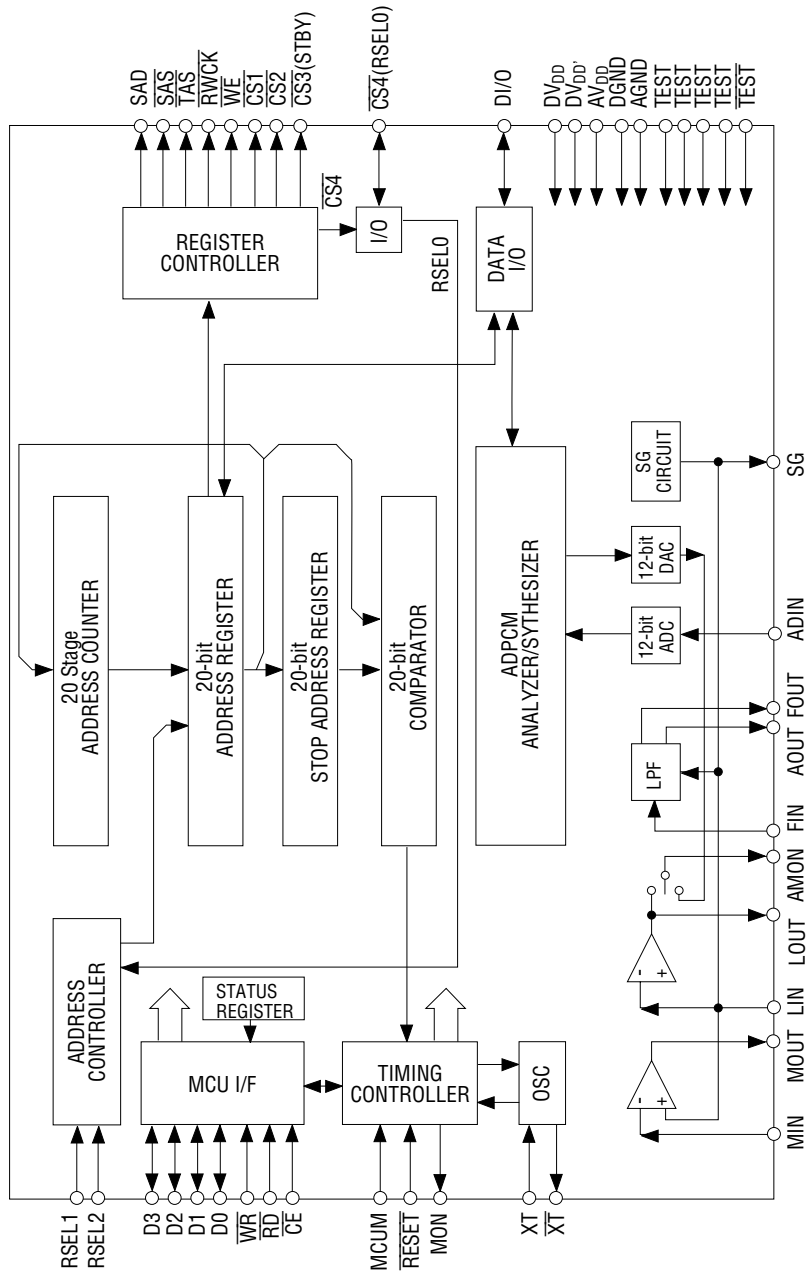 SAD
SAS
TAS
RWCK
WE
CS1
CS2
CS3(STBY)
CS4(RSEL0)
DI/O
DVDD
DVDD'
AVDD
DGND
AGND
TEST
TEST
TEST
TEST
TEST
REGISTER
CONTROLLER
CS4
I/O
RSEL0
DATA
I/O
20 Stage
ADDRESS COUNTER
20-bit
ADDRESS REGISTER
20-bit
STOP ADDRESS REGISTER
20-bit
COMPARATOR
ADPCM
ANALYZER/SYTHESIZER
SG
CIRCUIT
12-bit
DAC
12-bit
ADC
LPF
ADDRESS
CONTROLLER
STATUS
REGISTER
MCU I/F
TIMING
CONTROLLER
OSC
-
+
-
+
RSEL1
RSEL2
D3
D2
D1
D0
WR
RD
CE
MCUM
RESET
MON
XT
XT
MIN
MOUT
LIN
LOUT
AMON
FIN
AOUT
FOUT
ADIN
SG